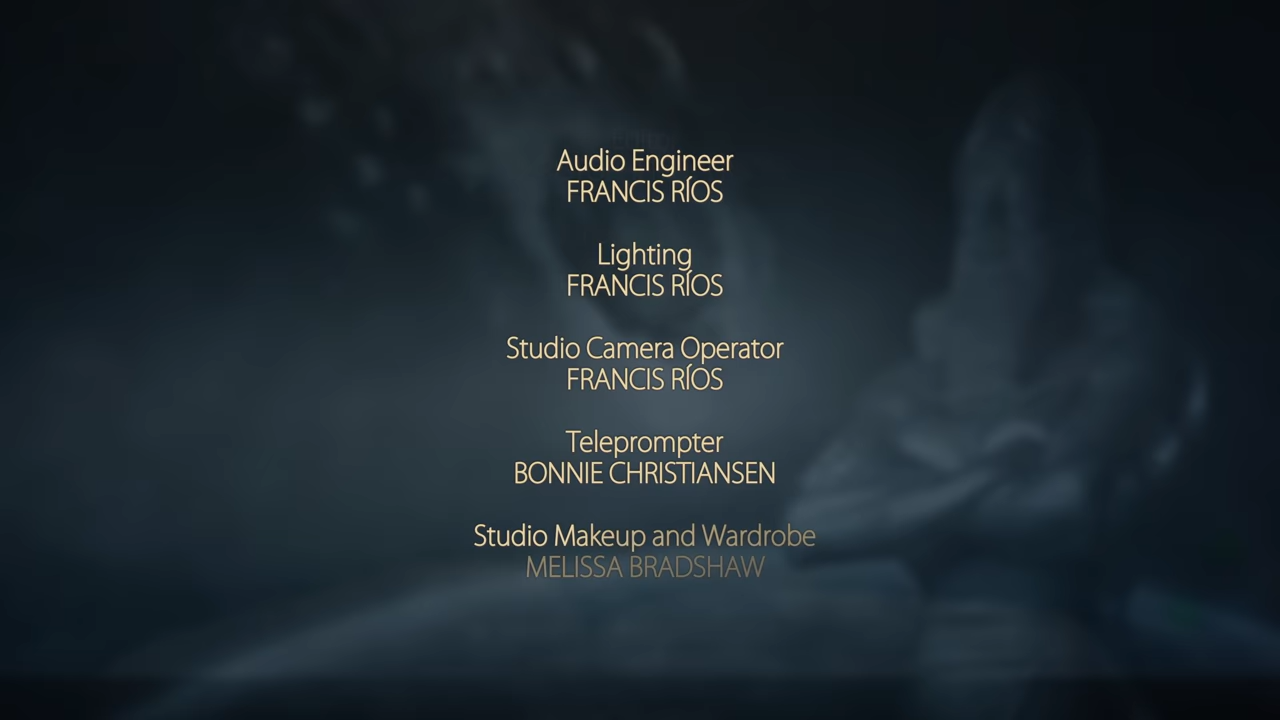 Audio Engineer
FRANCIS RÍOS
Lighting
FRANCIS RÍOS
Studio Camera Operator
FRANCIS RÍOS
Teleprompter
BONNIE CHRISTIANSEN
Studio Makeup and Wardrobe
MELISSA BRADSHAW